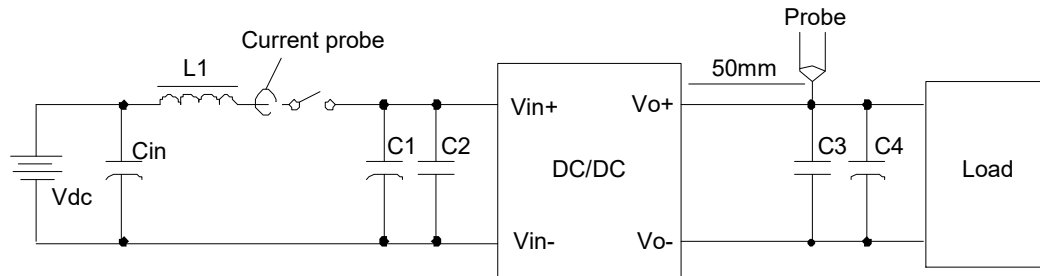 Probe
Current probe
L1
50mm
Vin+
Vo+
Cin
C1
C2
C3
C4
DC/DC
Load
Vdc
Vin-
Vo-